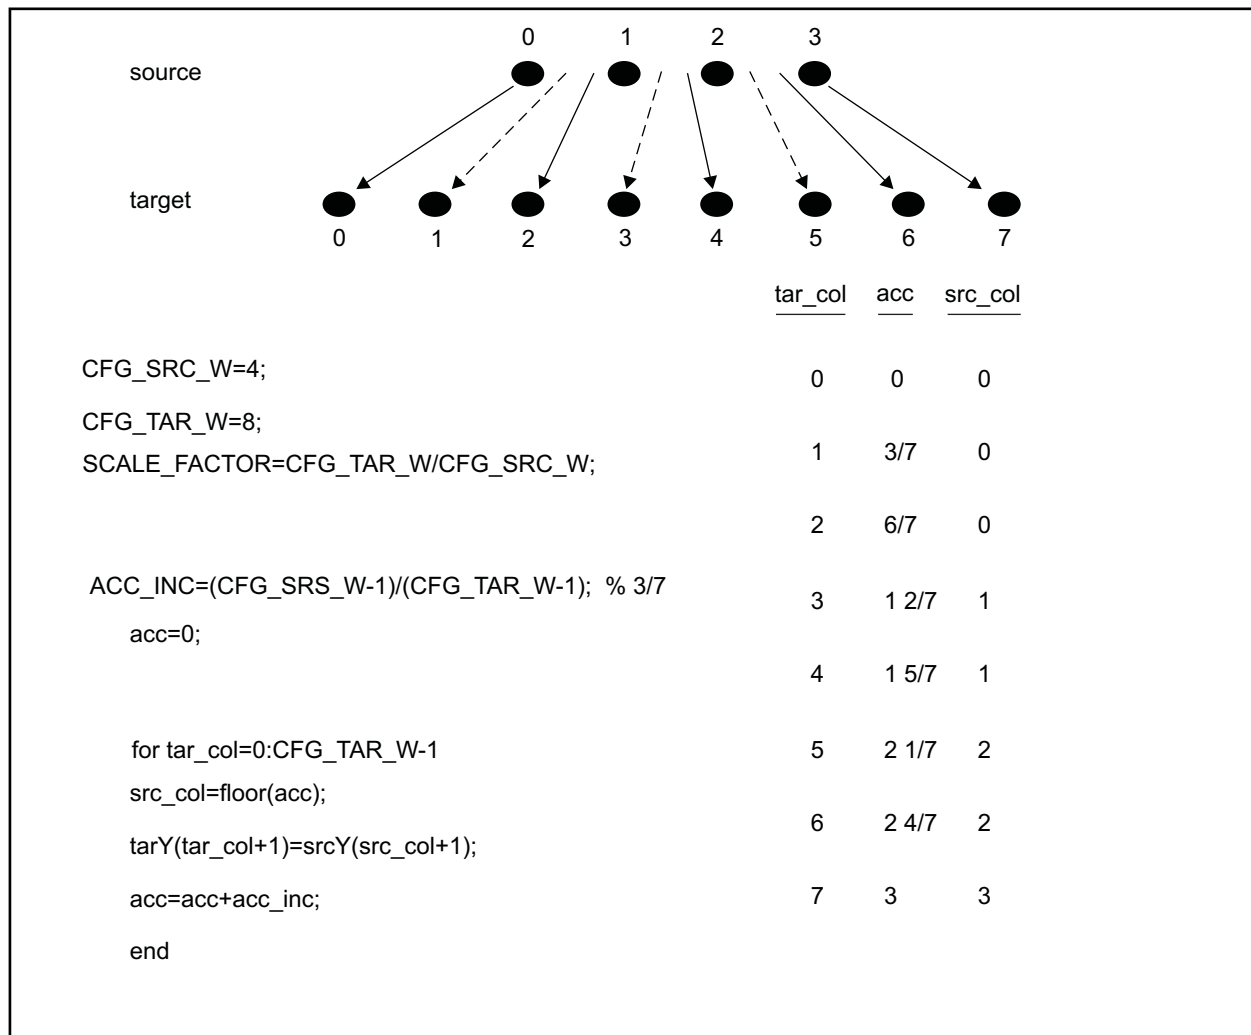 0 1 2 3
source
target
0 1 2 3 4 5 6 7
tar_col acc src_col
CFG_SRC_W=4;
0 0 0
CFG_TAR_W=8;
SCALE_FACTOR=CFG_TAR_W/CFG_SRC_W;
1 3/7 0
2 6/7 0
ACC_INC=(CFG_SRS_W-1)/(CFG_TAR_W-1); % 3/7
3 1 2/7 1
acc=0;
4 1 5/7 1
for tar_col=0:CFG_TAR_W-1
5 2 1/7 2
src_col=floor(acc);
6 2 4/7 2
tarY(tar_col+1)=srcY(src_col+1);
acc=acc+acc_inc;
7 3 3
end